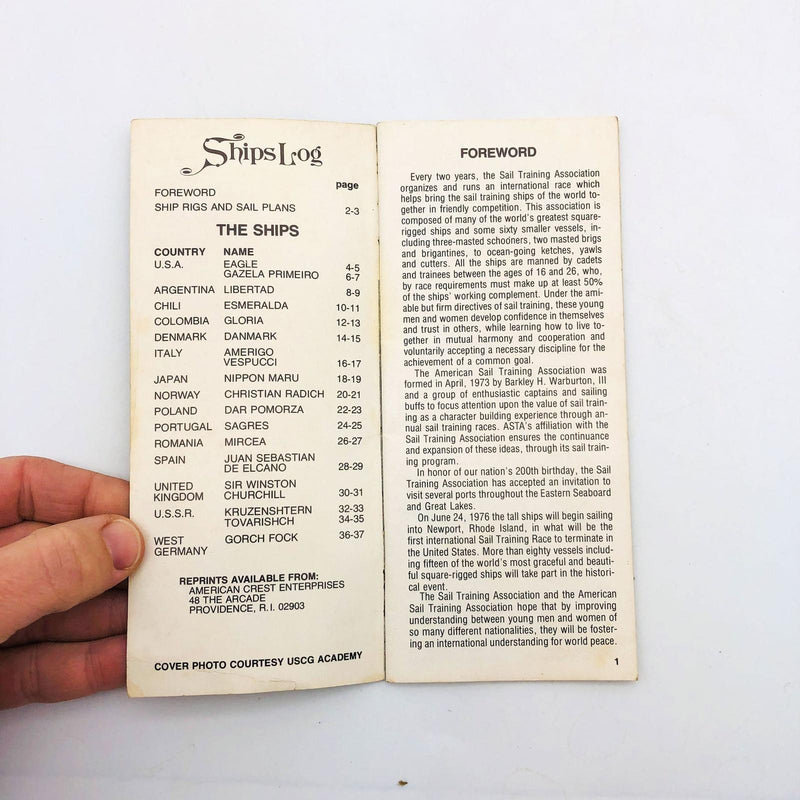 Ships Log
page
FOREWORD
SHIP RIGS AND SAIL PLANS 2-3
THE SHIPS
COUNTRY NAME
U.S.A. EAGLE 4-5
GAZELA PRIMEIRO 6-7
ARGENTINA LIBERTAD 8-9
CHILI ESMERALDA 10-11
COLOMBIA GLORIA 12-13
DENMARK DANMARK 14-15
ITALY AMERIGO
VESPUCCI 16-17
JAPAN NIPPON MARU 18-19
NORWAY CHRISTIAN RADICH 20-21
POLAND DAR POMORZA 22-23
PORTUGAL SAGRES 24-25
ROMANIA MIRCEA 26-27
SPAIN JUAN SEBASTIAN
DE ELCANO 28-29
UNITED SIR WINSTON
KINGDOM CHURCHILL 30-31
U.S.S.R. KRUZENSHTERN 32-33
TOVARISHCH 34-35
WEST GORCH FOCK 36-37
GERMANY
REPRINTS AVAILABLE FROM:
AMERICAN CREST ENTERPRISES
48 THE ARCADE
PROVIDENCE, R.I. 02903
COVER PHOTO COURTESY USCG ACADEMY
FOREWORD
Every two years, the Sail Training Association
organizes and runs an international race which
helps bring the sail training ships of the world to-
gether in friendly competition. This association is
composed of many of the world's greatest square-
rigged ships and some sixty smaller vessels, in-
cluding three-masted schodners, two masted brigs
and brigantines, to ocean-going ketches, yawls
and cutters. All the ships are manned by cadets
and trainees between the ages of 16 and 26, who,
by race requirements must make up at least 50%
of the ships' working complement. Under the ami-
able but firm directives of sail training, these young
men and women develop confidence in themselves
and trust in others, while learning how to live to-
gether in mutual harmony and cooperation and
voluntarily accepting a necessary discipline for the
achievement of a common goal.
The American Sail Training Association was
formed in April, 1973 by Barkley H. Warburton, III
and a group of enthusiastic captains and sailing
buffs to focus attention upon the value of sail train-
ing as a character building experience through an-
nual sail training races. ASTA's affiliation with the
Sail Training Association ensures the continuance
and expansion of these ideas, through its sail train-
ing program.
In honor of our nation's 200th birthday, the Sail
Training Association has accepted an invitation to
visit several ports throughout the Eastern Seaboard
and Great Lakes.
On June 24, 1976 the tall ships will begin sailing
into Newport, Rhode Island, in what will be the
first international Sail Training Race to terminate in
the United States. More than eighty vessels includ-
ing fifteen of the world's most graceful and beauti-
ful square-rigged ships will take part in the histori-
cal event.
The Sail Training Association and the American
Sail Training Association hope that by improving
understanding between young men and women of
so many different nationalities, they will be foster-
ing an international understanding for world peace.
1